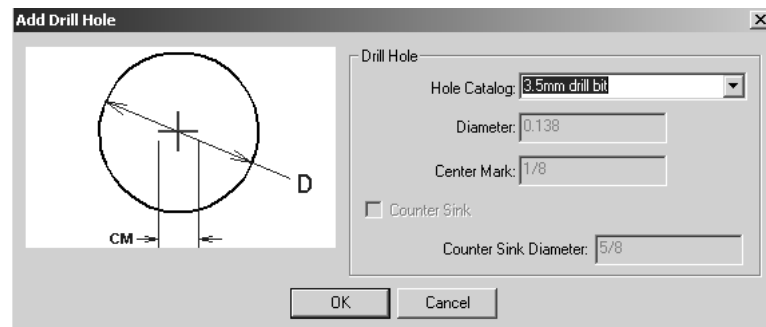 Add Drill Hole
D
CM
Drill Hole
Hole Catalog: 3.5mm drill bit
Diameter: 0.138
Center Mark: 1/8
Counter Sink
Counter Sink Diameter: 5/8
OK Cancel